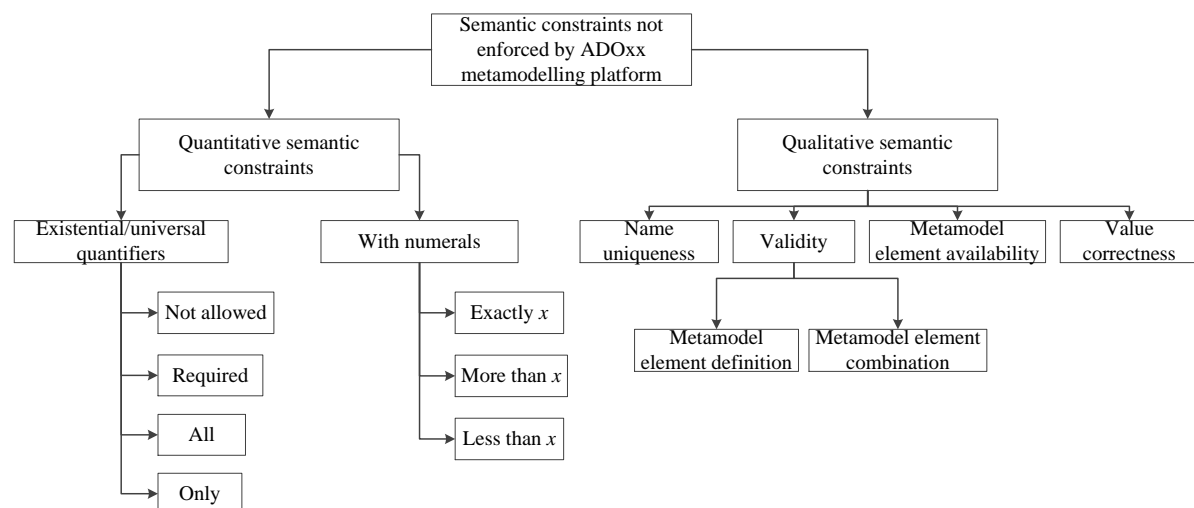 Semantic constraints not
enforced by ADOxx
metamodelling platform
Quantitative semantic
constraints
Qualitative semantic
constraints
Existential/universal
quantifiers
With numerals
Name
uniqueness
Validity
Metamodel
element availability
Value
correctness
Not allowed
Required
All
Only
Exactly x
More than x
Less than x
Metamodel
element definition
Metamodel element
combination